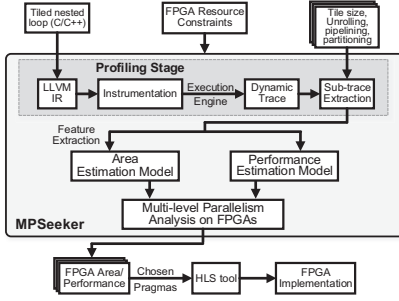 Tiled nested
loop (C/C++)
FPGA Resource
Constraints
Tile size,
Unrolling,
pipelining,
partitioning
Profiling Stage
LLVM
IR
Instrumentation
Execution
Engine
Dynamic
Trace
Sub-trace
Extraction
Feature
Extraction
Area
Estimation Model
Performance
Estimation Model
Multi-level Parallelism
Analysis on FPGAs
MPSeeker
FPGA Area/
Performance
Chosen
Pragmas
HLS tool
FPGA
Implementation